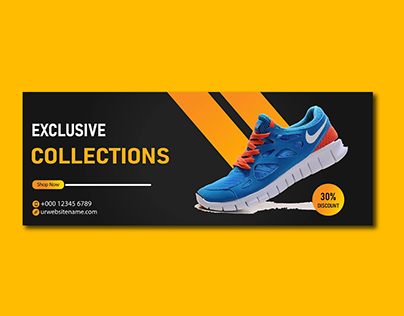 EXCLUSIVE
COLLECTIONS
Shop Now
+000 12345 6789
urwebsitename.com
30%
DISCOUNT